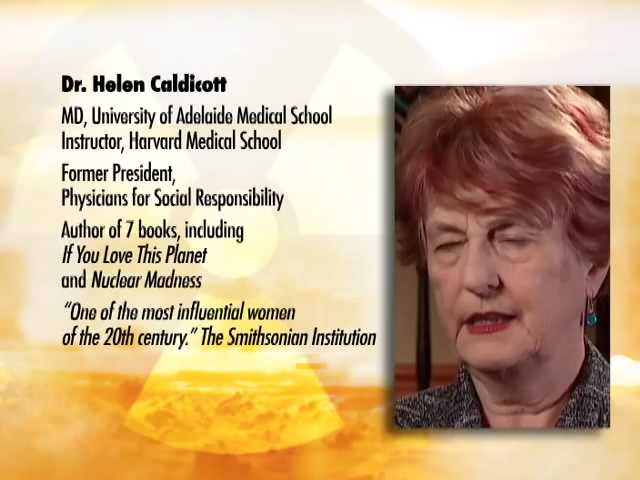 Dr. Helen Caldicott
MD, University of Adelaide Medical School
Instructor, Harvard Medical School
Former President,
Physicians for Social Responsibility
Author of 7 books, including
If You Love This Planet
and Nuclear Madness
“One of the most influential women
of the 20th century.” The Smithsonian Institution